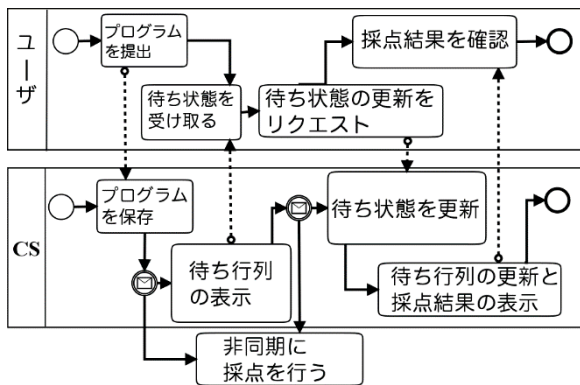 ユーザ
プログラム
を提出
待ち状態を
受け取る
待ち状態の更新を
リクエスト
採点結果を確認
CS
プログラム
を保存
待ち行列
の表示
待ち状態を更新
待ち行列の更新と
採点結果の表示
非同期に
採点を行う